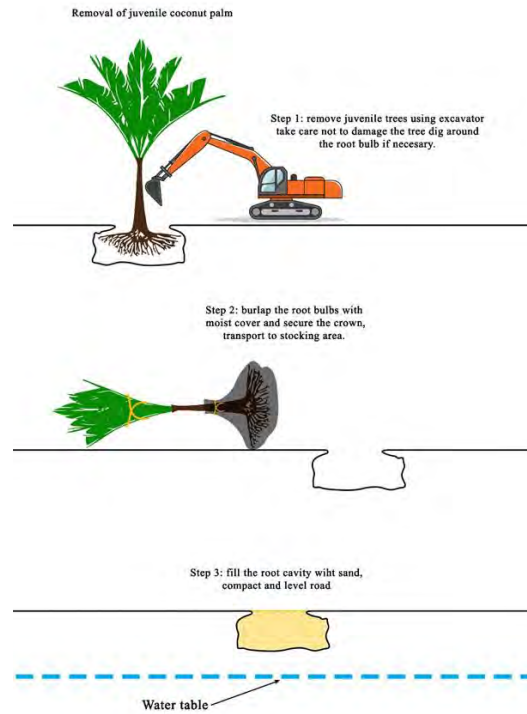 Removal of juvenile coconut palm
Step 1: remove juvenile trees using excavator
take care not to damage the tree dig around
the root bulb if necesary.
Step 2: burlap the root bulbs with
moist cover and secure the crown,
transport to stocking area.
Step 3: fill the root cavity wiht sand,
compact and level road
Water table